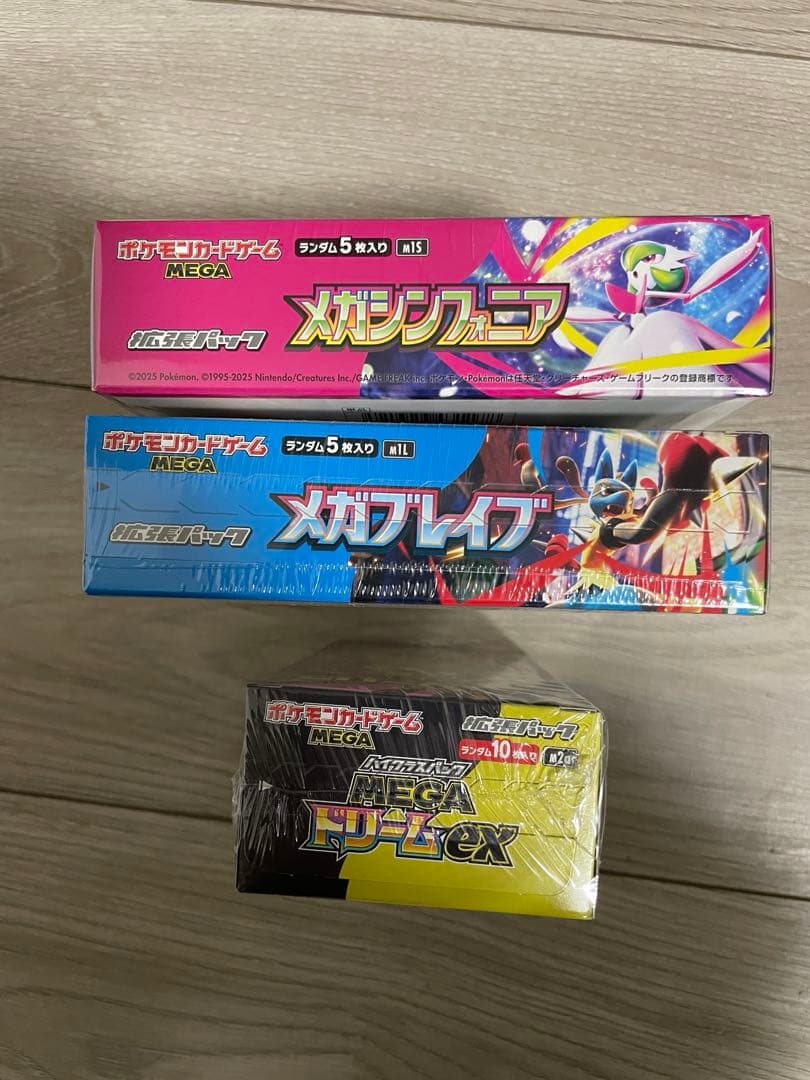 ポケモンカードゲーム
MEGA
ランダム5枚入り M1S
拡張パック
メガシンフォニア
©2025 Pokémon. ©1995-2025 Nintendo/Creatures Inc./GAME FREAK inc. ポケモン・Pokémonは任天堂・クリーチャーズ・ゲームフリークの登録商標です。
ポケモンカードゲーム
MEGA
ランダム5枚入り M1L
拡張パック
メガブレイブ
ポケモンカードゲーム
MEGA
拡張パック
ランダム10枚入り M2a
ハイクラスパック
MEGA
ドリームex